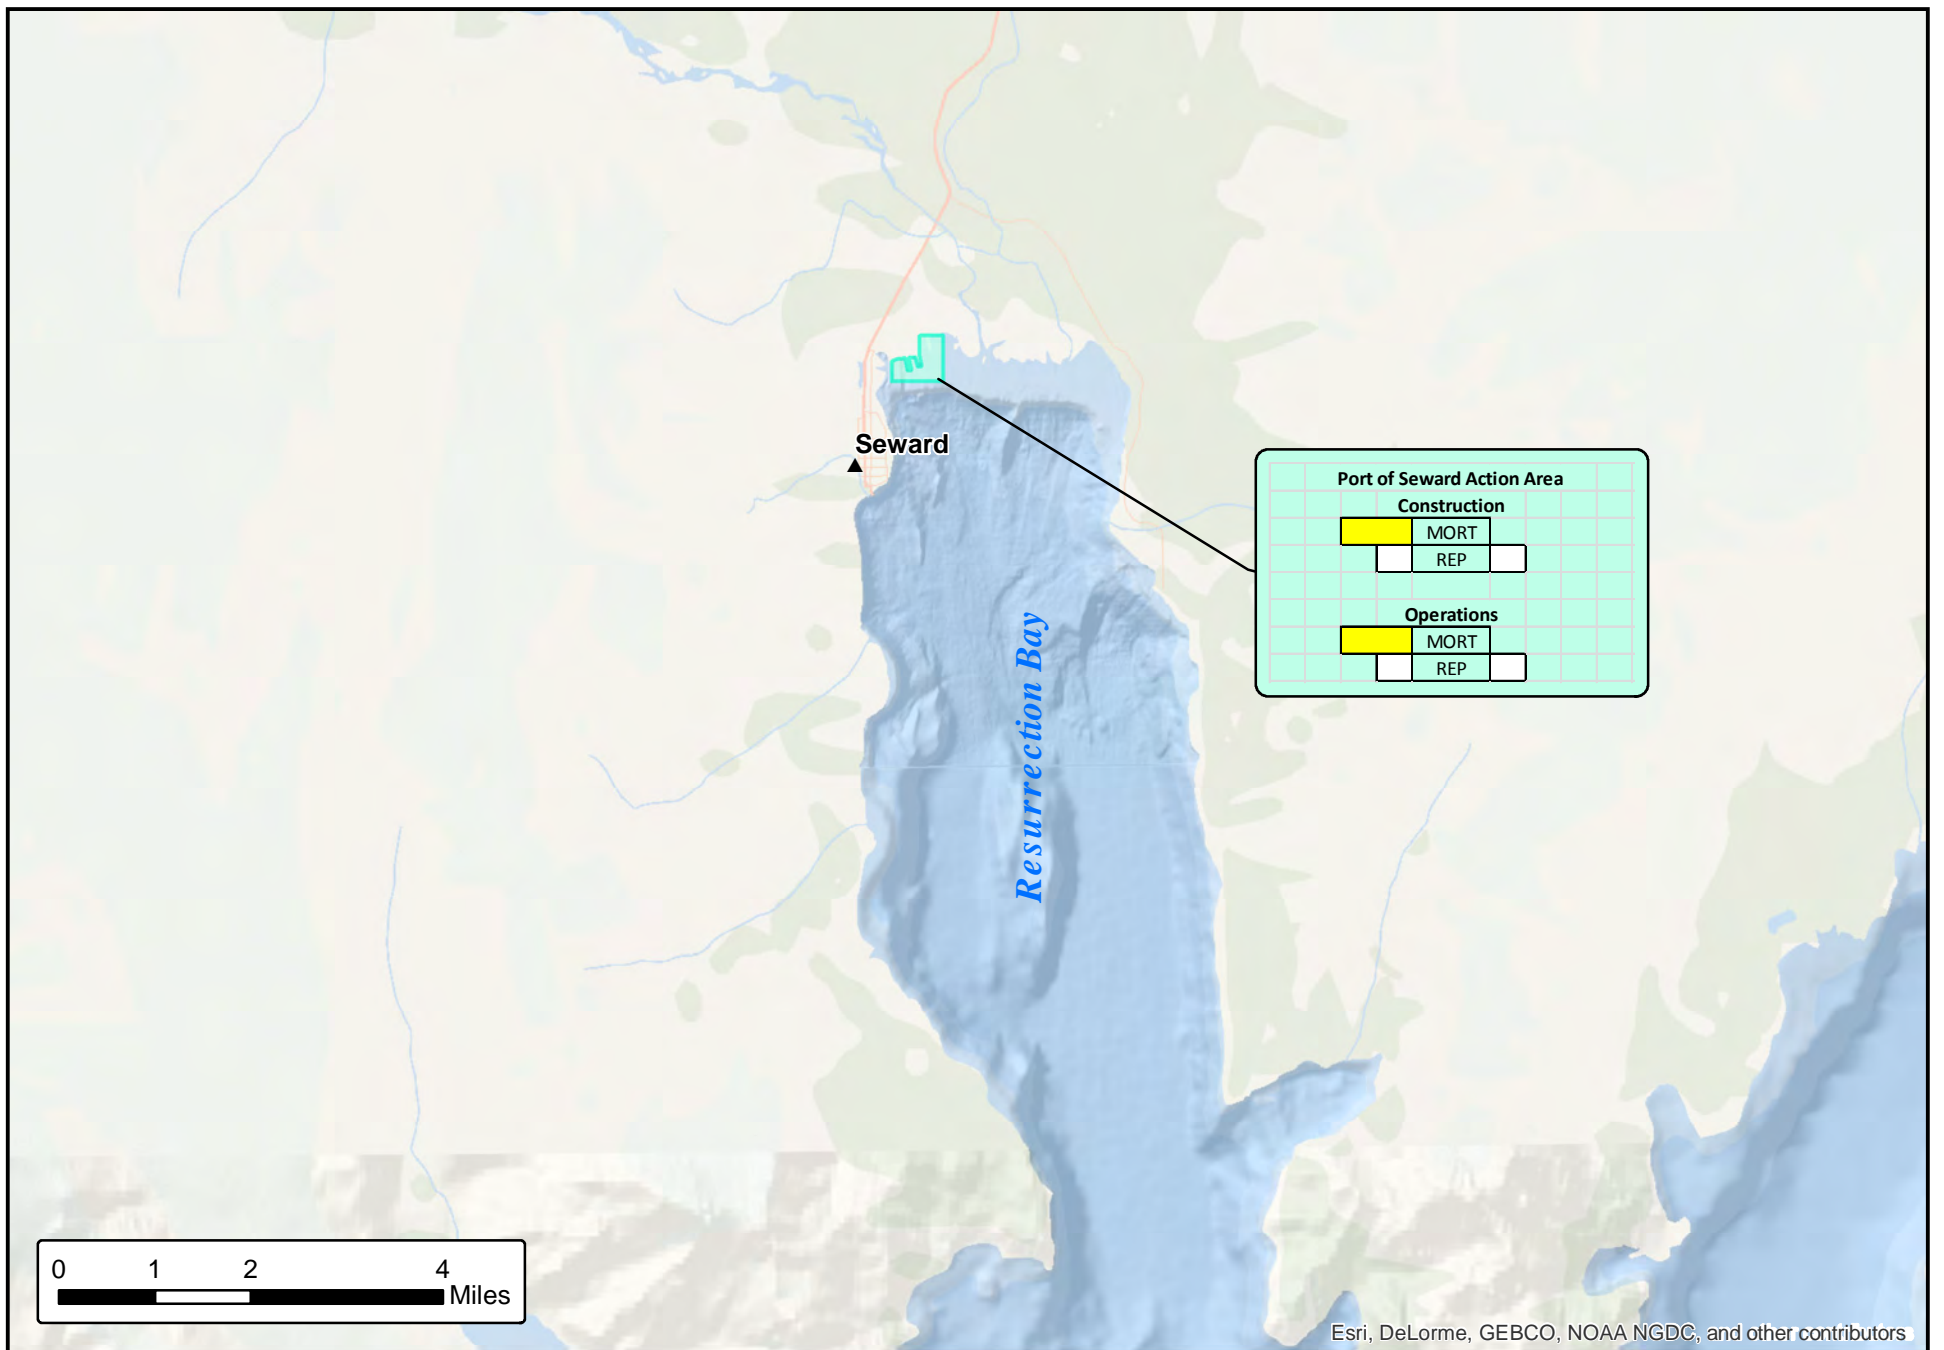 Seward
Port of Seward Action Area
Construction
MORT
REP
Operations
MORT
REP
Resurrection Bay
0 1 2 4
Miles
Esri, DeLorme, GEBCO, NOAA NGDC, and other contributors